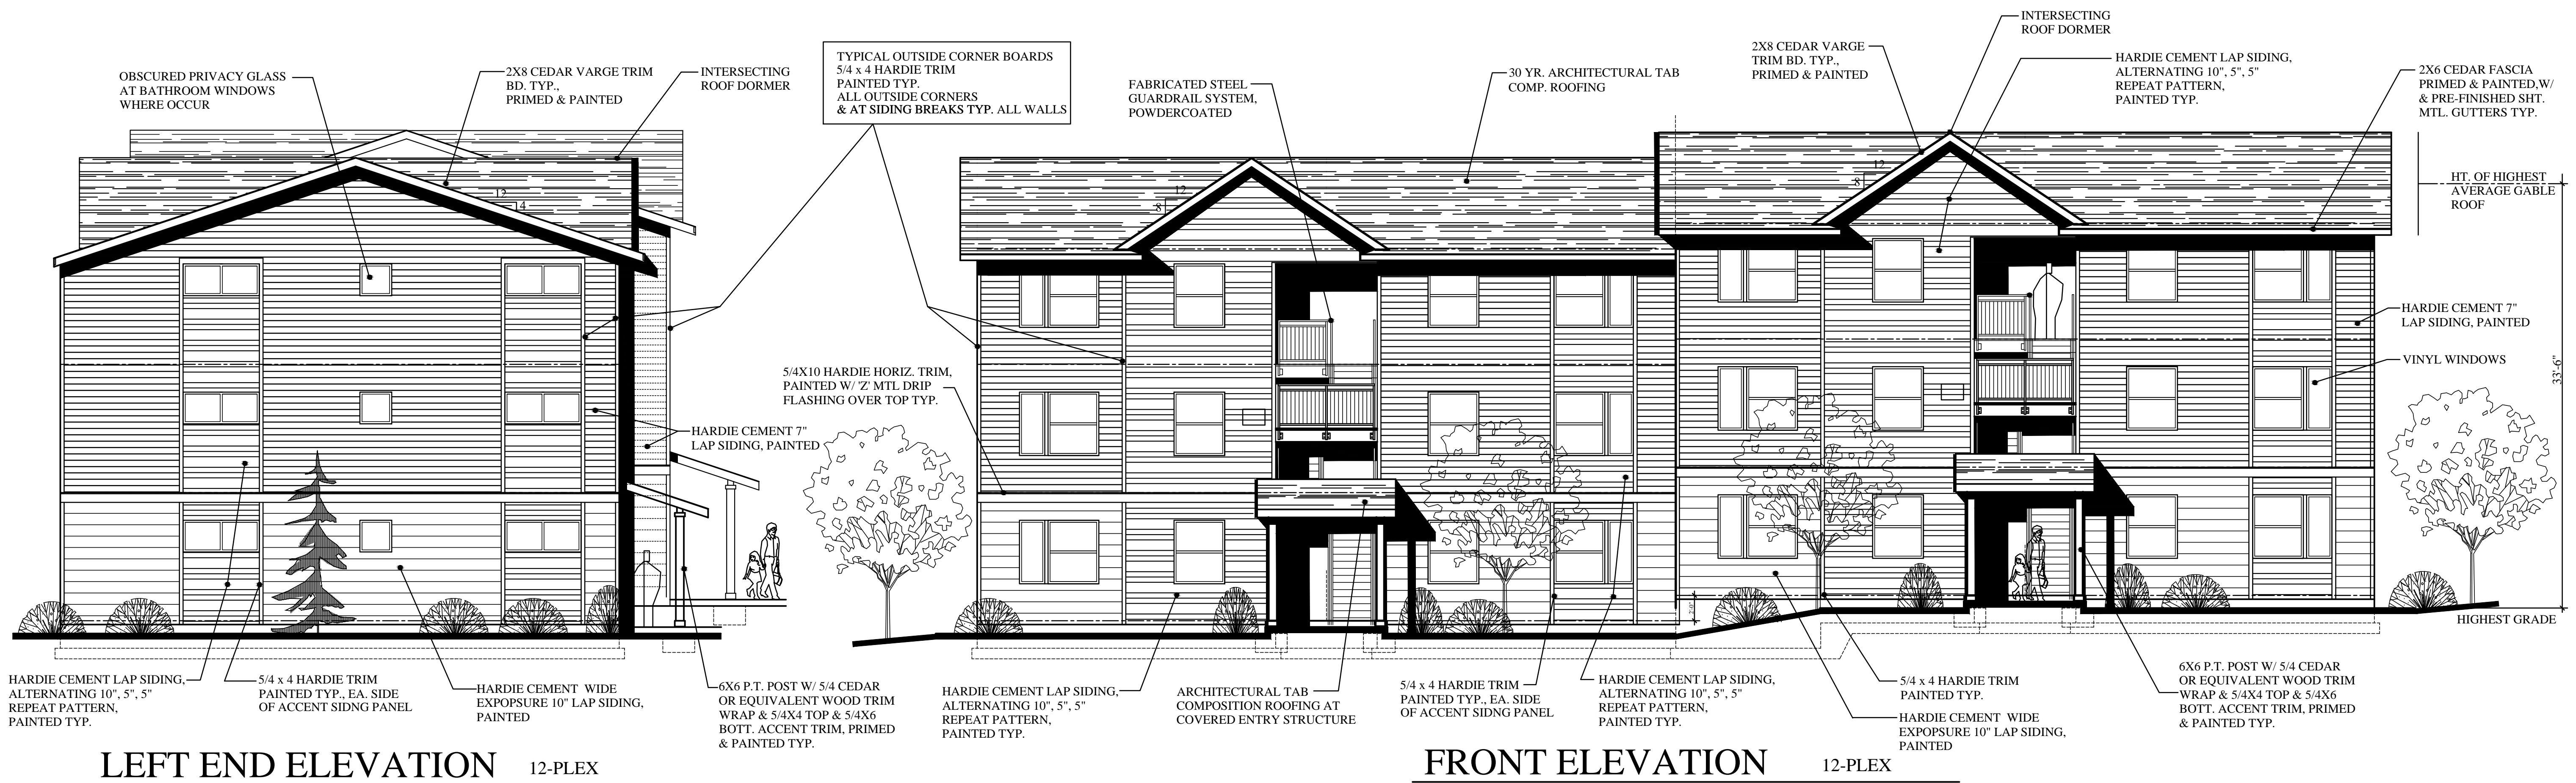 OBSCURED PRIVACY GLASS
AT BATHROOM WINDOWS
WHERE OCCUR
2X8 CEDAR VARGE TRIM
BD. TYP.,
PRIMED & PAINTED
INTERSECTING
ROOF DORMER
TYPICAL OUTSIDE CORNER BOARDS
5/4 x 4 HARDIE TRIM
PAINTED TYP.
ALL OUTSIDE CORNERS
& AT SIDING BREAKS TYP. ALL WALLS
FABRICATED STEEL
GUARDRAIL SYSTEM,
POWDERCOATED
30 YR. ARCHITECTURAL TAB
COMP. ROOFING
2X8 CEDAR VARGE
TRIM BD. TYP.,
PRIMED & PAINTED
INTERSECTING
ROOF DORMER
HARDIE CEMENT LAP SIDING,
ALTERNATING 10", 5", 5"
REPEAT PATTERN,
PAINTED TYP.
2X6 CEDAR FASCIA
PRIMED & PAINTED,W/
& PRE-FINISHED SHT.
MTL. GUTTERS TYP.
12
4
12
8
12
8
HT. OF HIGHEST
AVERAGE GABLE
ROOF
HARDIE CEMENT 7"
LAP SIDING, PAINTED
VINYL WINDOWS
33'-6"
5/4X10 HARDIE HORIZ. TRIM,
PAINTED W/ 'Z' MTL DRIP
FLASHING OVER TOP TYP.
HARDIE CEMENT 7"
LAP SIDING, PAINTED
HIGHEST GRADE
HARDIE CEMENT LAP SIDING,
ALTERNATING 10", 5", 5"
REPEAT PATTERN,
PAINTED TYP.
5/4 x 4 HARDIE TRIM
PAINTED TYP., EA. SIDE
OF ACCENT SIDNG PANEL
HARDIE CEMENT WIDE
EXPOPSURE 10" LAP SIDING,
PAINTED
6X6 P.T. POST W/ 5/4 CEDAR
OR EQUIVALENT WOOD TRIM
WRAP & 5/4X4 TOP & 5/4X6
BOTT. ACCENT TRIM, PRIMED
& PAINTED TYP.
HARDIE CEMENT LAP SIDING,
ALTERNATING 10", 5", 5"
REPEAT PATTERN,
PAINTED TYP.
ARCHITECTURAL TAB
COMPOSITION ROOFING AT
COVERED ENTRY STRUCTURE
5/4 x 4 HARDIE TRIM
PAINTED TYP., EA. SIDE
OF ACCENT SIDNG PANEL
HARDIE CEMENT LAP SIDING,
ALTERNATING 10", 5", 5"
REPEAT PATTERN,
PAINTED TYP.
5/4 x 4 HARDIE TRIM
PAINTED TYP.
HARDIE CEMENT WIDE
EXPOPSURE 10" LAP SIDING,
PAINTED
6X6 P.T. POST W/ 5/4 CEDAR
OR EQUIVALENT WOOD TRIM
WRAP & 5/4X4 TOP & 5/4X6
BOTT. ACCENT TRIM, PRIMED
& PAINTED TYP.
LEFT END ELEVATION 12-PLEX
FRONT ELEVATION 12-PLEX